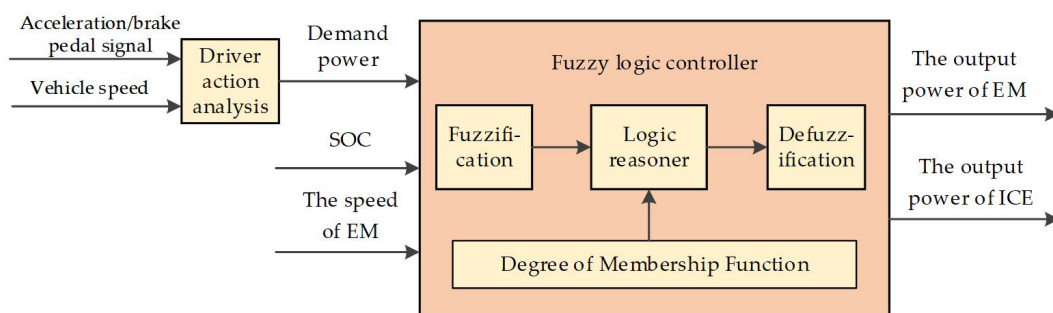 Acceleration/brake
pedal signal
Vehicle speed
Driver
action
analysis
Demand
power
SOC
The speed
of EM
Fuzzy logic controller
Fuzzifi-
cation
Logic
reasoner
Defuzz-
ification
Degree of Membership Function
The output
power of EM
The output
power of ICE